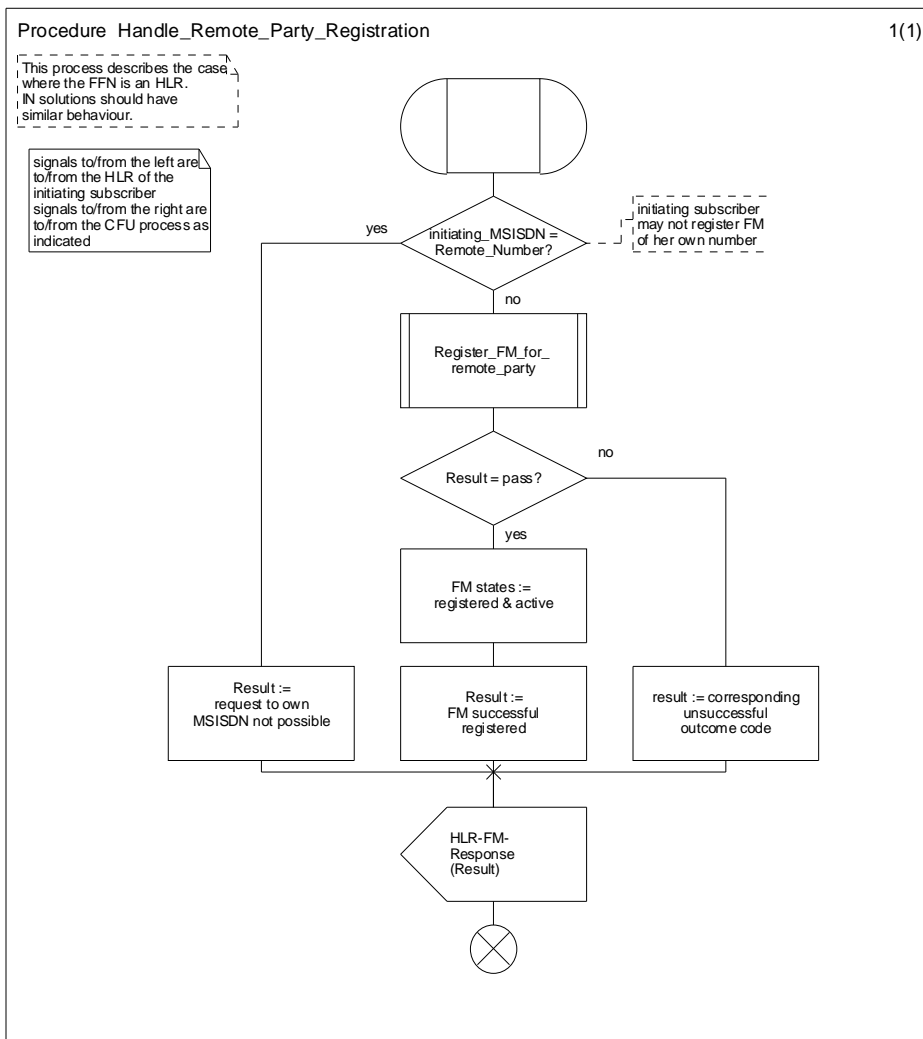 Procedure Handle_Remote_Party_Registration
1(1)
This process describes the case
where the FFN is an HLR.
IN solutions should have
similar behaviour.
signals to/from the left are
to/from the HLR of the
initiating subscriber
signals to/from the right are
to/from the CFU process as
indicated
yes
initiating_MSISDN =
Remote_Number?
initiating subscriber
may not register FM
of her own number
no
Register_FM_for_
remote_party
no
Result = pass?
yes
FM states :=
registered & active
Result :=
request to own
MSISDN not possible
Result :=
FM successful
registered
result := corresponding
unsuccessful
outcome code
HLR-FM-
Response
(Result)